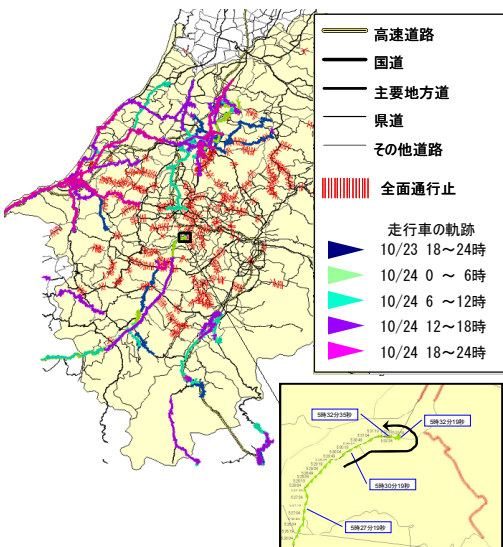 高速道路
国道
主要地方道
県道
その他道路
全面通行止
走行車の軌跡
10/23 18～24時
10/24 0 ～ 6時
10/24 6 ～12時
10/24 12～18時
10/24 18～24時
5時32分35秒
5時32分19秒
5時30分19秒
5時27分19秒